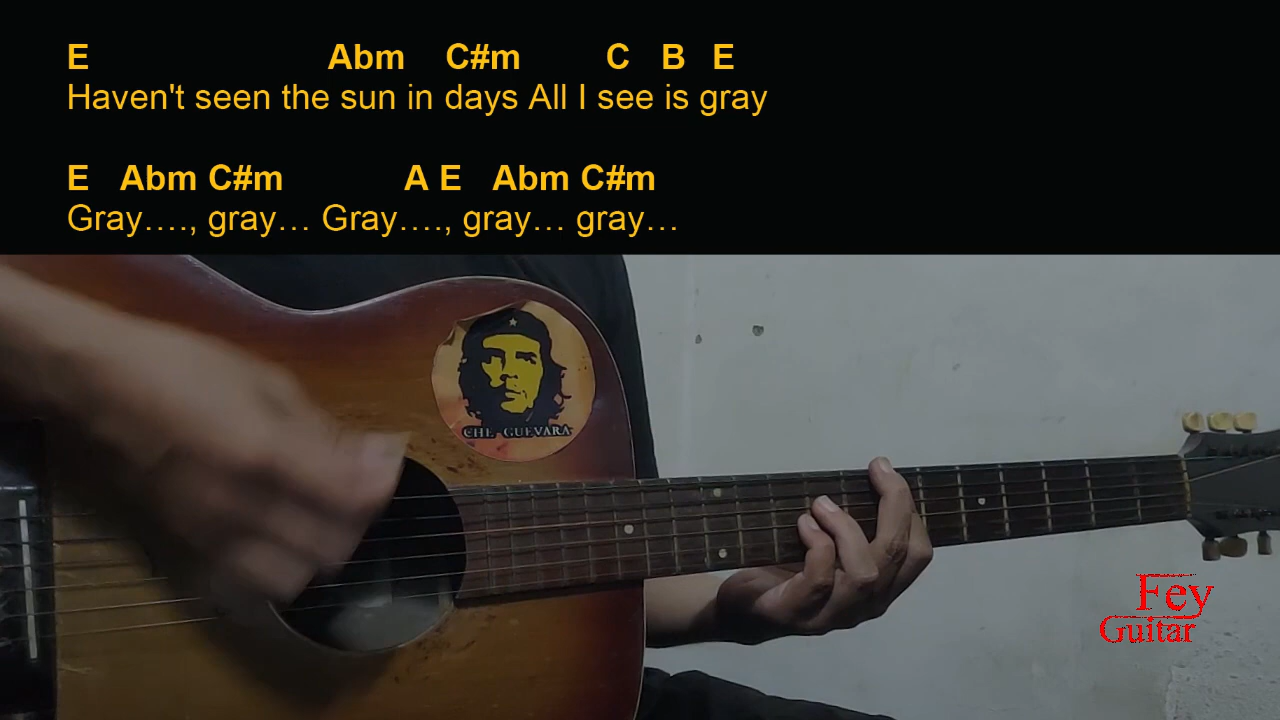 E Abm C#m C B E
Haven't seen the sun in days All I see is gray
E Abm C#m A E Abm C#m
Gray…., gray… Gray…., gray… gray…
CHE GUEVARA
Fey
Guitar